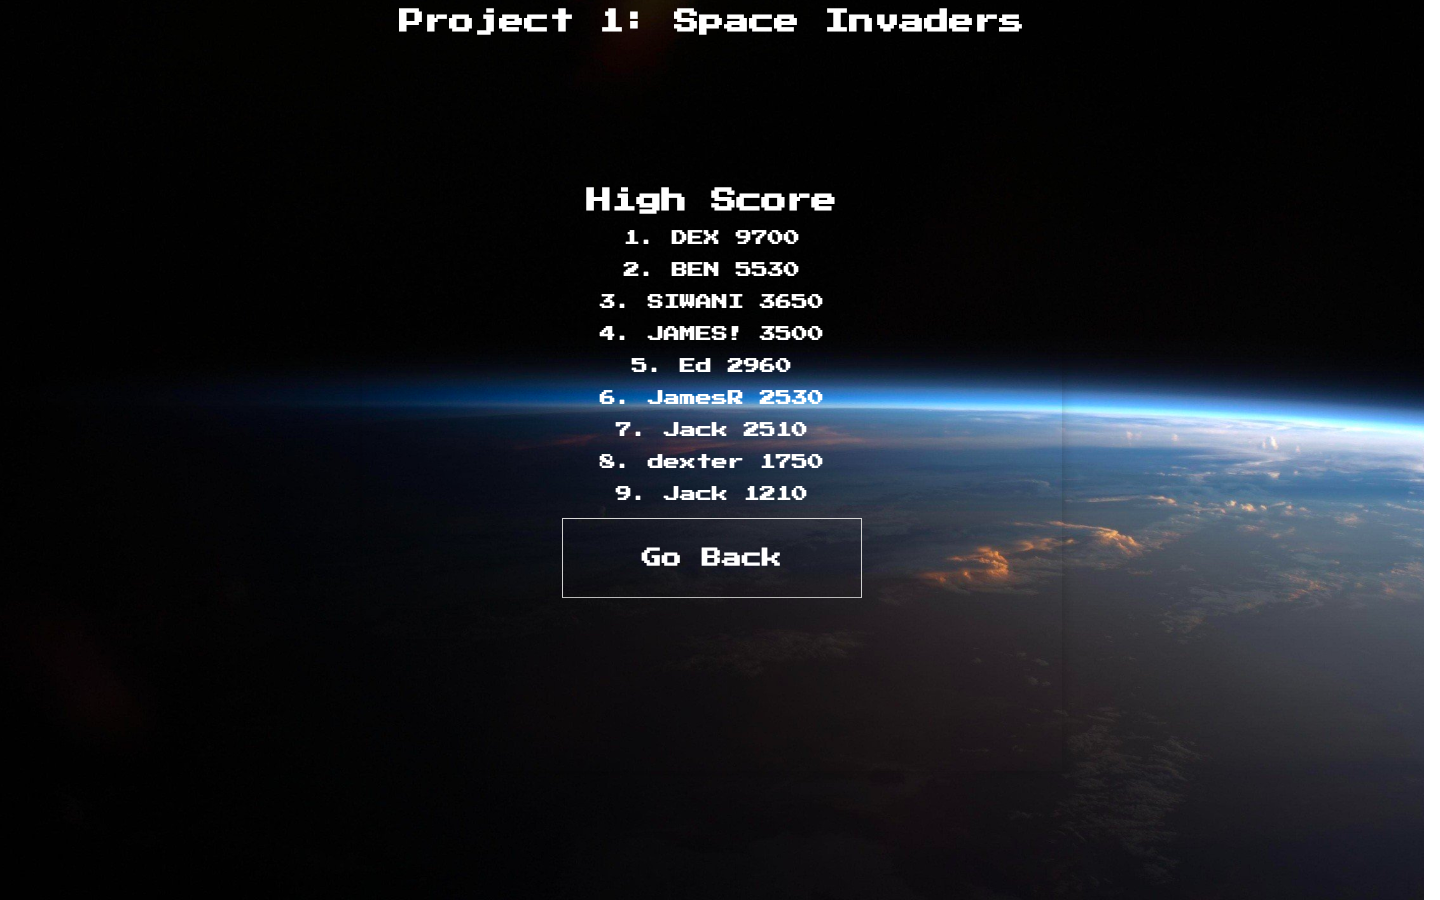 Project 1: Space Invaders
High Score
1. DEX 9700
2. BEN 5530
3. SIWANI 3650
4. JAMES! 3500
5. Ed 2960
6. JamesR 2530
7. Jack 2510
8. dexter 1750
9. Jack 1210
Go Back